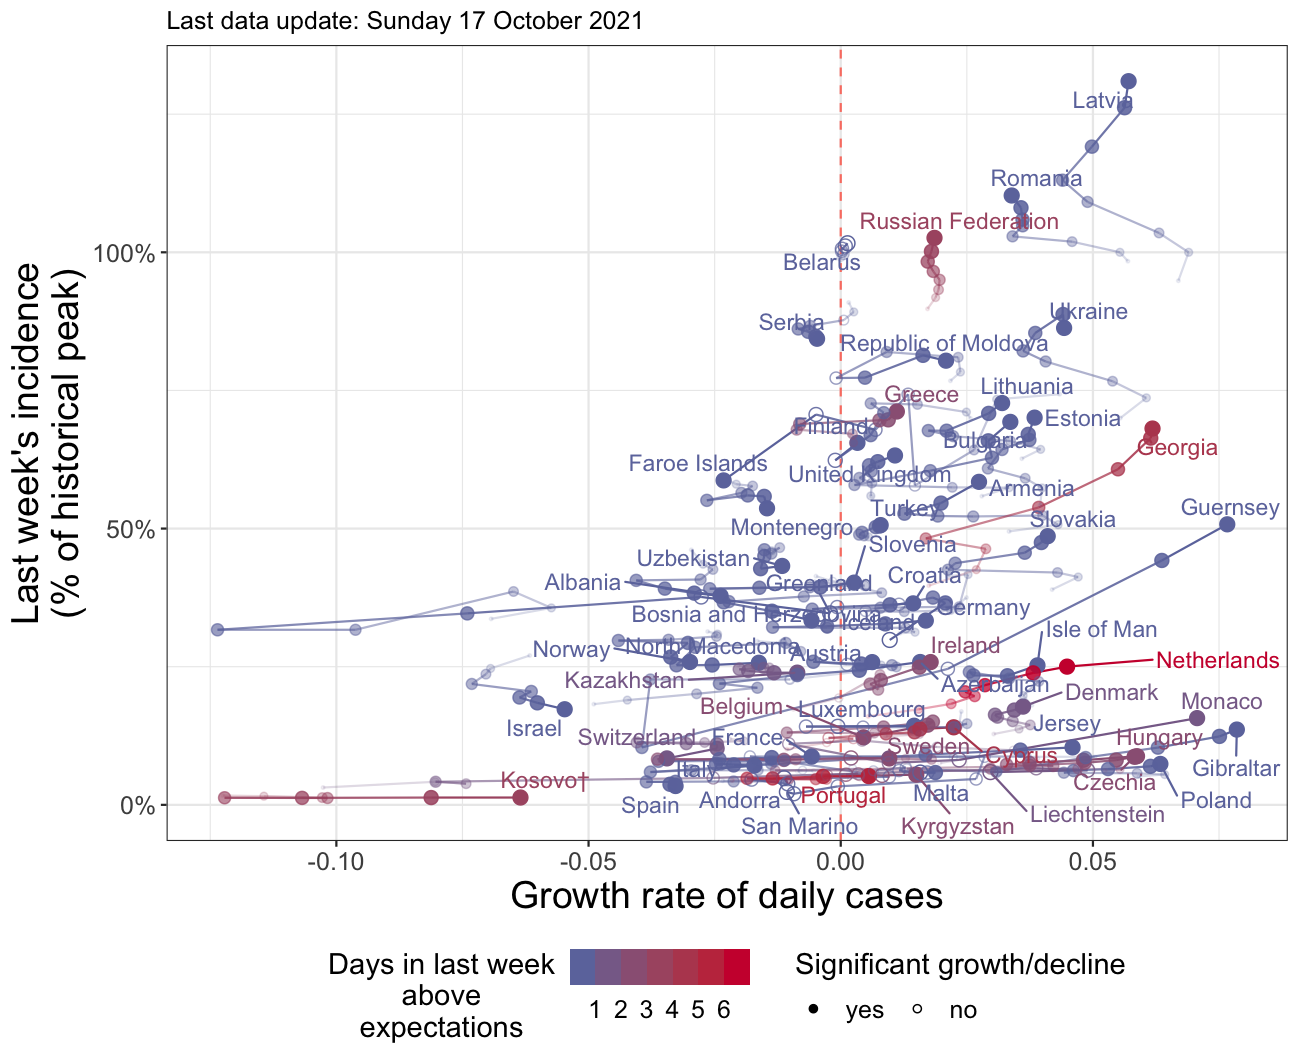 Last data update: Sunday 17 October 2021
Last week's incidence
(% of historical peak)
100%
50%
0%
Latvia
Romania
Russian Federation
Belarus
Ukraine
Serbia
Republic of Moldova
Lithuania
Greece
Estonia
Finland
Bulgaria
Georgia
Faroe Islands
United Kingdom
Armenia
Guernsey
Turkey
Slovakia
Montenegro
Slovenia
Uzbekistan
Albania
Greenland
Croatia
Bosnia and Herzegovina
Germany
Iceland
Isle of Man
Norway
North Macedonia
Austria
Ireland
Netherlands
Kazakhstan
Azerbaijan
Denmark
Belgium
Luxembourg
Monaco
Israel
Jersey
Switzerland
France
Sweden
Hungary
Cyprus
Italy
Gibraltar
Kosovo†
Czechia
Spain
Andorra
Portugal
Malta
Poland
San Marino
Kyrgyzstan
Liechtenstein
-0.10
-0.05
0.00
0.05
Growth rate of daily cases
Days in last week
above
expectations
1 2 3 4 5 6
Significant growth/decline
yes
no